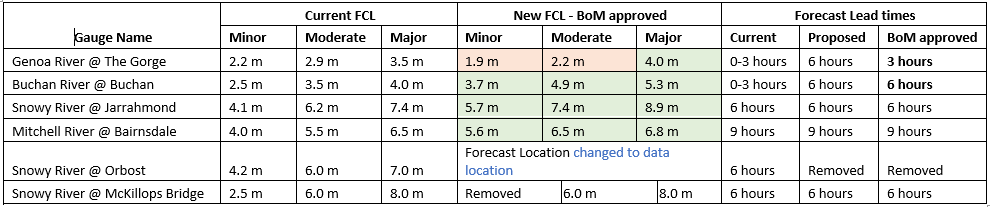 Current FCL New FCL - BoM approved Forecast Lead times
Gauge Name Minor Moderate Major Minor Moderate Major Current Proposed BoM approved
Genoa River @ The Gorge 2.2 m 2.9 m 3.5 m 1.9 m 2.2 m 4.0 m 0-3 hours 6 hours 3 hours
Buchan River @ Buchan 2.5 m 3.5 m 4.0 m 3.7 m 4.9 m 5.3 m 0-3 hours 6 hours 6 hours
Snowy River @ Jarrahmond 4.1 m 6.2 m 7.4 m 5.7 m 7.4 m 8.9 m 6 hours 6 hours 6 hours
Mitchell River @ Bairnsdale 4.0 m 5.5 m 6.5 m 5.6 m 6.5 m 6.8 m 9 hours 9 hours 9 hours
Forecast Location changed to data
Snowy River @ Orbost 4.2 m 6.0 m 7.0 m location 6 hours Removed Removed
Snowy River @ McKillops Bridge 2.5 m 6.0 m 8.0 m Removed 6.0 m 8.0 m 6 hours 6 hours 6 hours